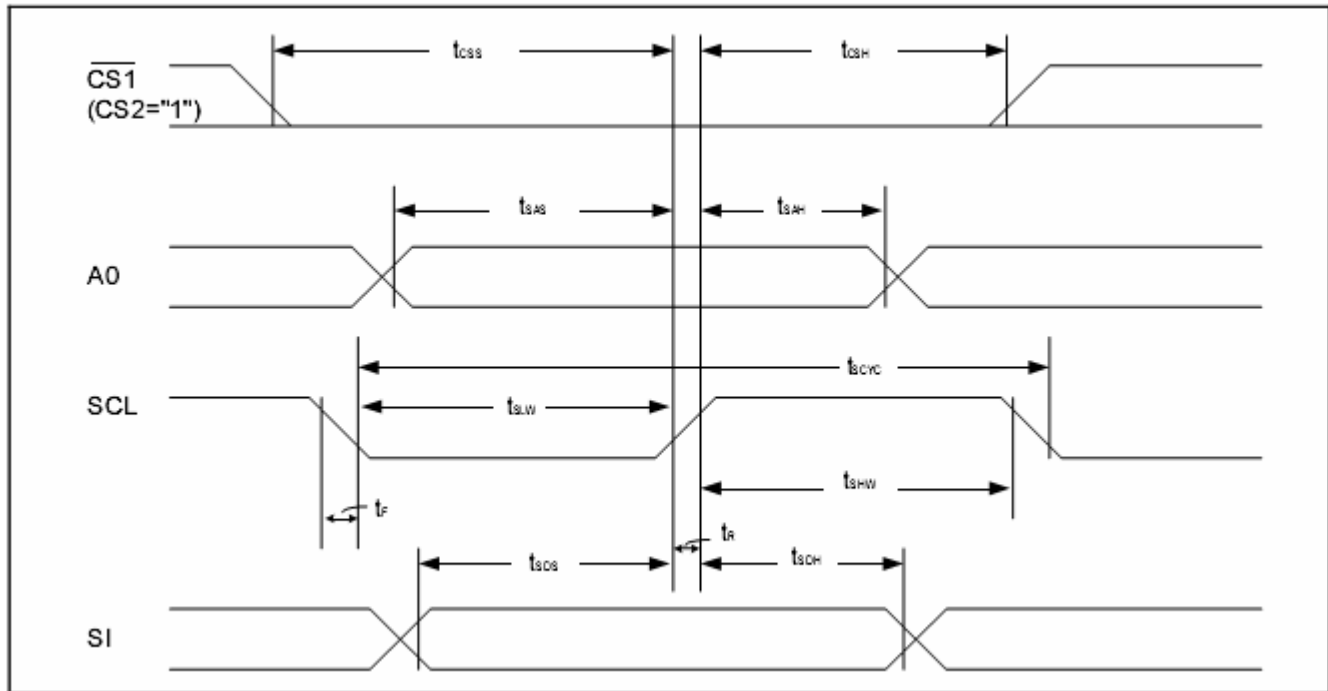 tCSS
tCSH
CS1
(CS2="1")
tSAS
tSAH
A0
tSCYC
SCL
tSLW
tSHW
tF
tR
tSDS
tSDH
SI